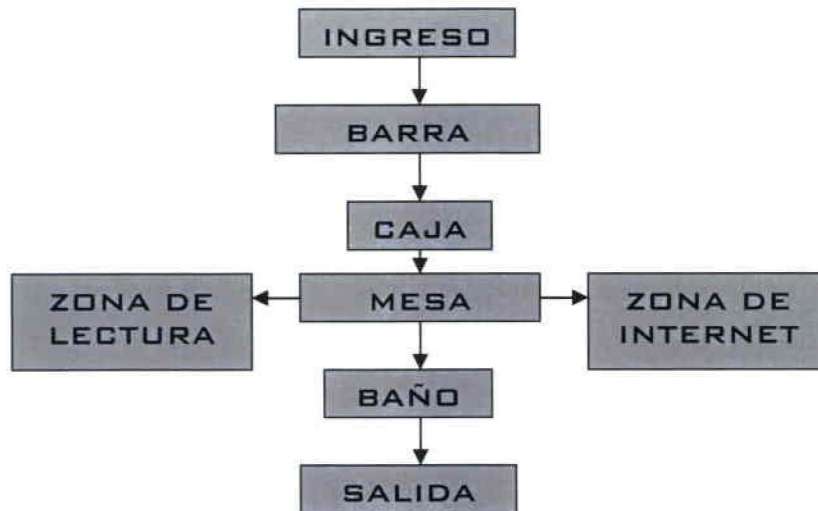 INGRESO
BARRA
CAJA
ZONA DE
LECTURA
MESA
ZONA DE
INTERNET
BAÑO
SALIDA